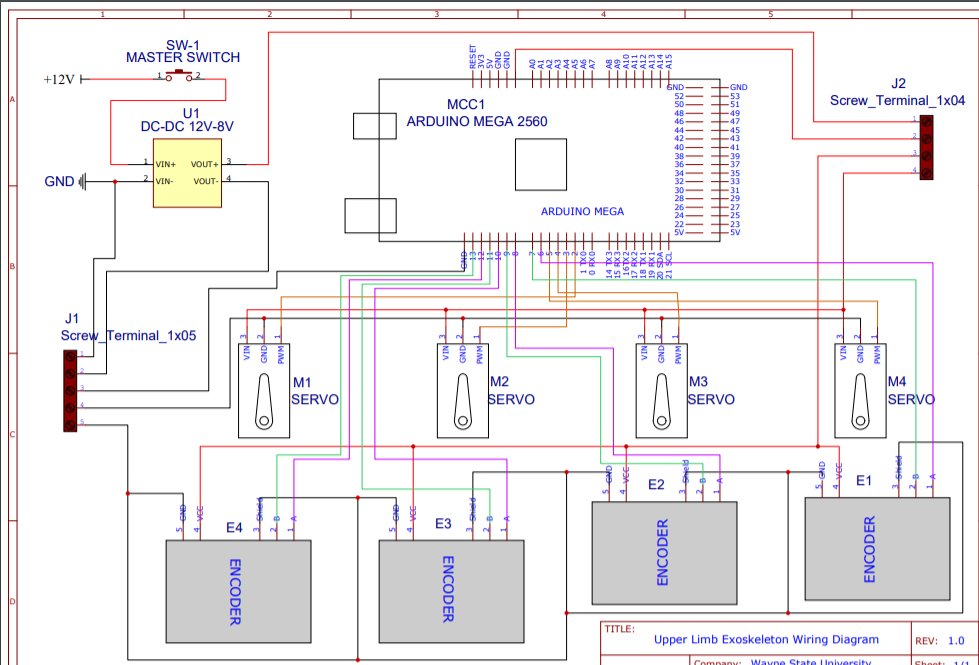 1 2 3 4 5
A
B
C
D
SW-1
MASTER SWITCH
+12V
1 2
U1
DC-DC 12V-8V
1 VIN+ VOUT+ 3
2 VIN- VOUT- 4
GND
MCC1
ARDUINO MEGA 2560
ARDUINO MEGA
RESET 3V3 5V GND GND A0 A1 A2 A3 A4 A5 A6 A7 A8 A9 A10 A11 A12 A13 A14 A15
GND GND
52 53
50 51
48 49
46 47
44 45
42 43
40 41
38 39
36 37
34 35
32 33
30 31
28 29
26 27
24 25
22 23
5V 5V
GND 13 12 11 10 9 8 7 6 5 4 3 2 1 TX0 0 RX0 14 TX3 15 RX3 16TX2 17 RX2 18 TX1 19 RX1 20 SDA 21 SCL
J2
Screw_Terminal_1x04
1
2
3
4
J1
Screw_Terminal_1x05
1
2
3
4
5
3 2 1
VIN GND PWM
M1
SERVO
3 2 1
VIN GND PWM
M2
SERVO
3 2 1
VIN GND PWM
M3
SERVO
3 2 1
VIN GND PWM
M4
SERVO
5 GND 4 VCC 3 Shield 2 B 1 A
E4
ENCODER
5 GND 4 VCC 3 Shield 2 B 1 A
E3
ENCODER
5 GND 4 VCC 3 Shield 2 B 1 A
E2
ENCODER
5 GND 4 VCC 3 Shield 2 B 1 A
E1
ENCODER
TITLE:
Upper Limb Exoskeleton Wiring Diagram
REV: 1.0
Company: Wayne State University
Sheet: 1/1